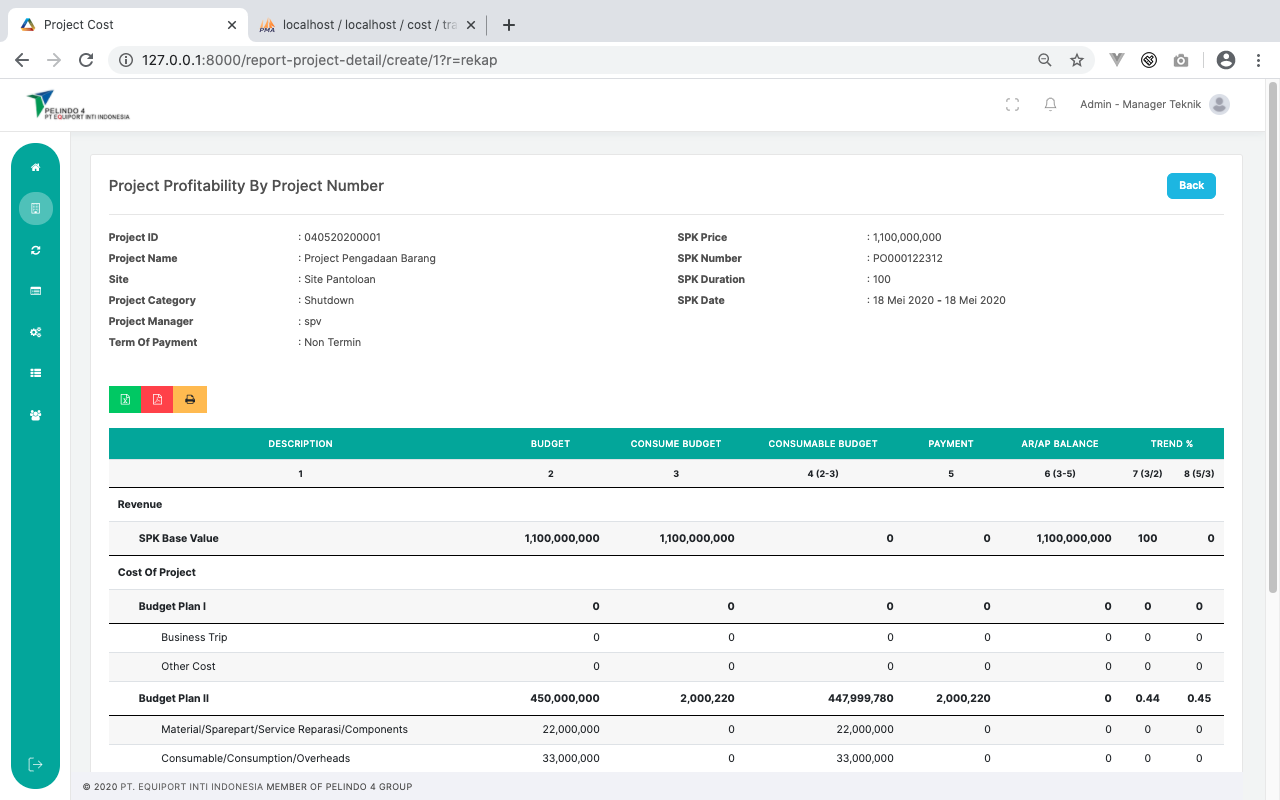 Project Cost
localhost / localhost / cost / tra
127.0.0.1:8000/report-project-detail/create/1?r=rekap
PELINDO 4
PT EQUIPORT INTI INDONESIA
Admin - Manager Teknik
Project Profitability By Project Number
Back
Project ID : 040520200001 SPK Price : 1,100,000,000
Project Name : Project Pengadaan Barang SPK Number : PO000122312
Site : Site Pantoloan SPK Duration : 100
Project Category : Shutdown SPK Date : 18 Mei 2020 - 18 Mei 2020
Project Manager : spv
Term Of Payment : Non Termin
DESCRIPTION BUDGET CONSUME BUDGET CONSUMABLE BUDGET PAYMENT AR/AP BALANCE TREND %
1 2 3 4 (2-3) 5 6 (3-5) 7 (3/2) 8 (5/3)
Revenue
SPK Base Value 1,100,000,000 1,100,000,000 0 0 1,100,000,000 100 0
Cost Of Project
Budget Plan I 0 0 0 0 0 0 0
Business Trip 0 0 0 0 0 0 0
Other Cost 0 0 0 0 0 0 0
Budget Plan II 450,000,000 2,000,220 447,999,780 2,000,220 0 0.44 0.45
Material/Sparepart/Service Reparasi/Components 22,000,000 0 22,000,000 0 0 0 0
Consumable/Consumption/Overheads 33,000,000 0 33,000,000 0 0 0 0
© 2020 PT. EQUIPORT INTI INDONESIA MEMBER OF PELINDO 4 GROUP